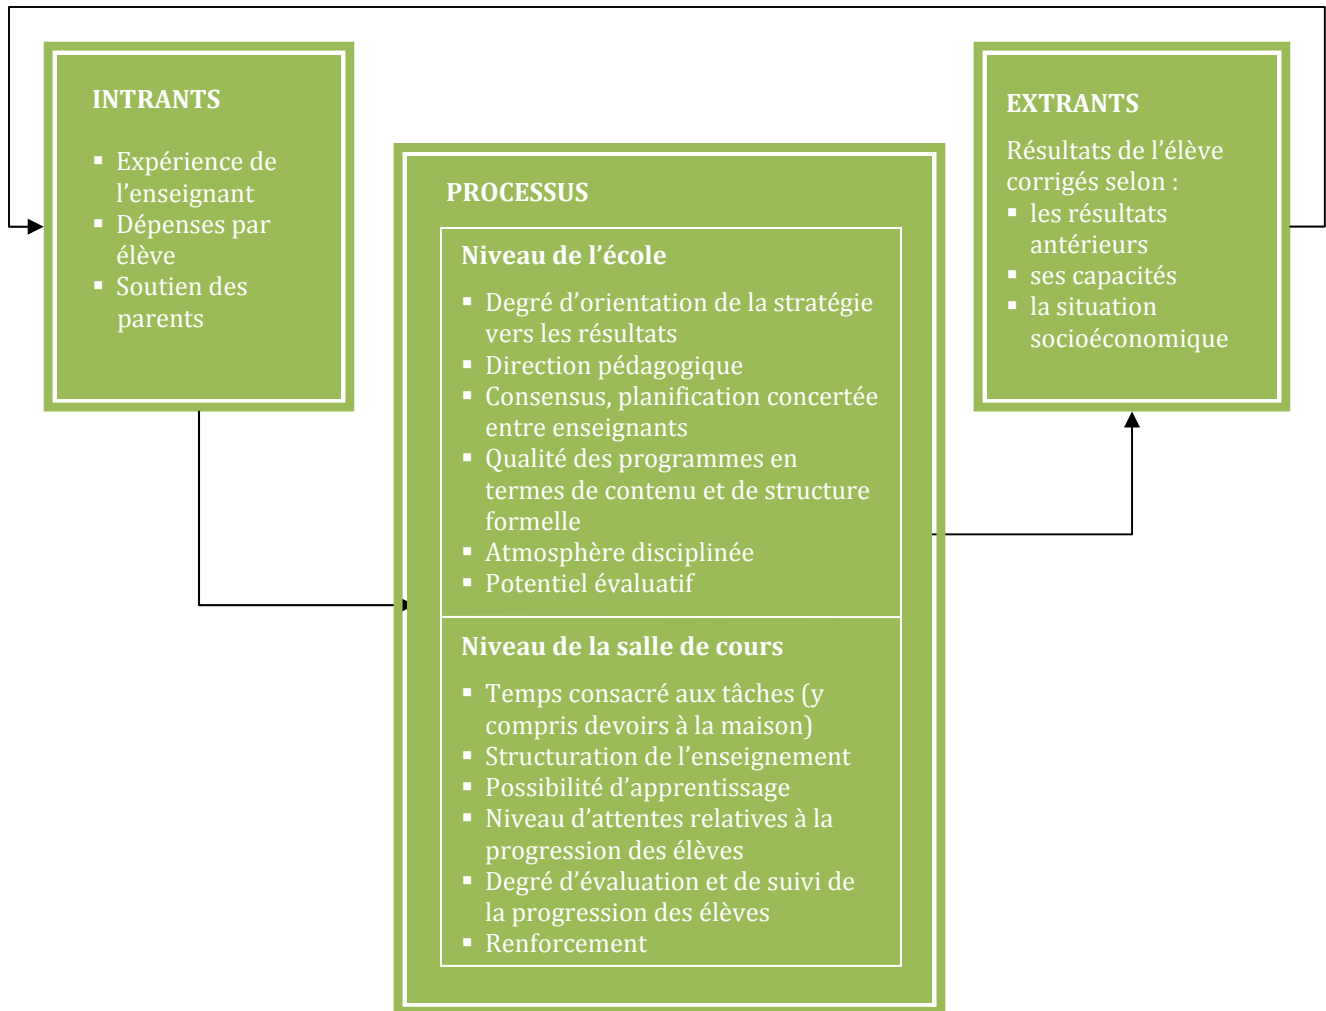 INTRANTS
▪ Expérience de
l’enseignant
▪ Dépenses par
élève
▪ Soutien des
parents
PROCESSUS
Niveau de l’école
▪ Degré d’orientation de la stratégie
vers les résultats
▪ Direction pédagogique
▪ Consensus, planification concertée
entre enseignants
▪ Qualité des programmes en
termes de contenu et de structure
formelle
▪ Atmosphère disciplinée
▪ Potentiel évaluatif
Niveau de la salle de cours
▪ Temps consacré aux tâches (y
compris devoirs à la maison)
▪ Structuration de l’enseignement
▪ Possibilité d’apprentissage
▪ Niveau d’attentes relatives à la
progression des élèves
▪ Degré d’évaluation et de suivi de
la progression des élèves
▪ Renforcement
EXTRANTS
Résultats de l’élève
corrigés selon :
▪ les résultats
antérieurs
▪ ses capacités
▪ la situation
socioéconomique